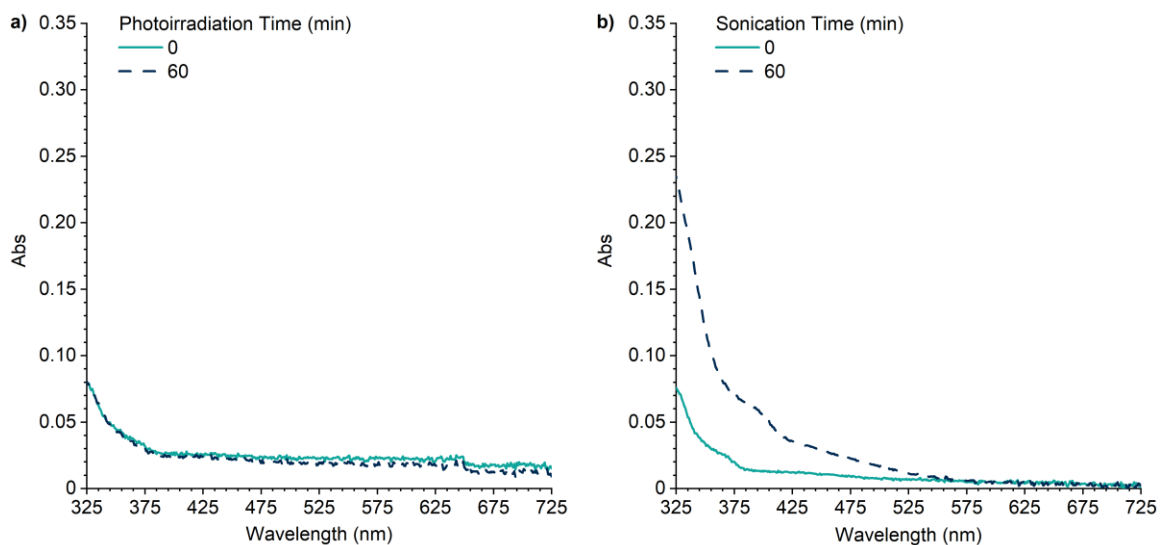 a)
Photoirradiation Time (min)
0
60
0.35
0.30
0.25
0.20
0.15
0.10
0.05
0
Abs
325 375 425 475 525 575 625 675 725
Wavelength (nm)
b)
Sonication Time (min)
0
60
0.35
0.30
0.25
0.20
0.15
0.10
0.05
0
Abs
325 375 425 475 525 575 625 675 725
Wavelength (nm)